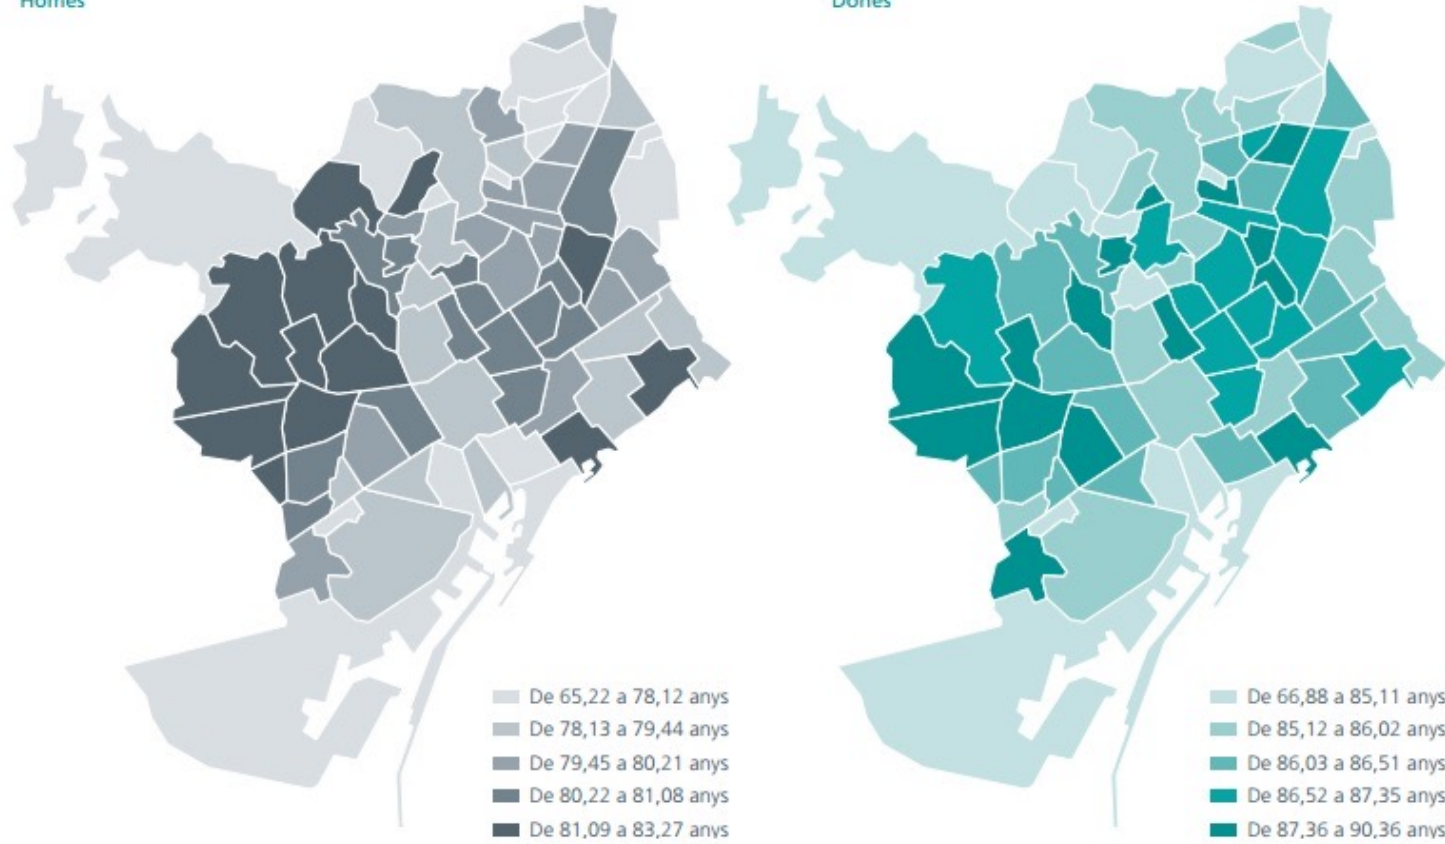 Homes
Dones
De 65,22 a 78,12 anys
De 78,13 a 79,44 anys
De 79,45 a 80,21 anys
De 80,22 a 81,08 anys
De 81,09 a 83,27 anys
De 66,88 a 85,11 anys
De 85,12 a 86,02 anys
De 86,03 a 86,51 anys
De 86,52 a 87,35 anys
De 87,36 a 90,36 anys